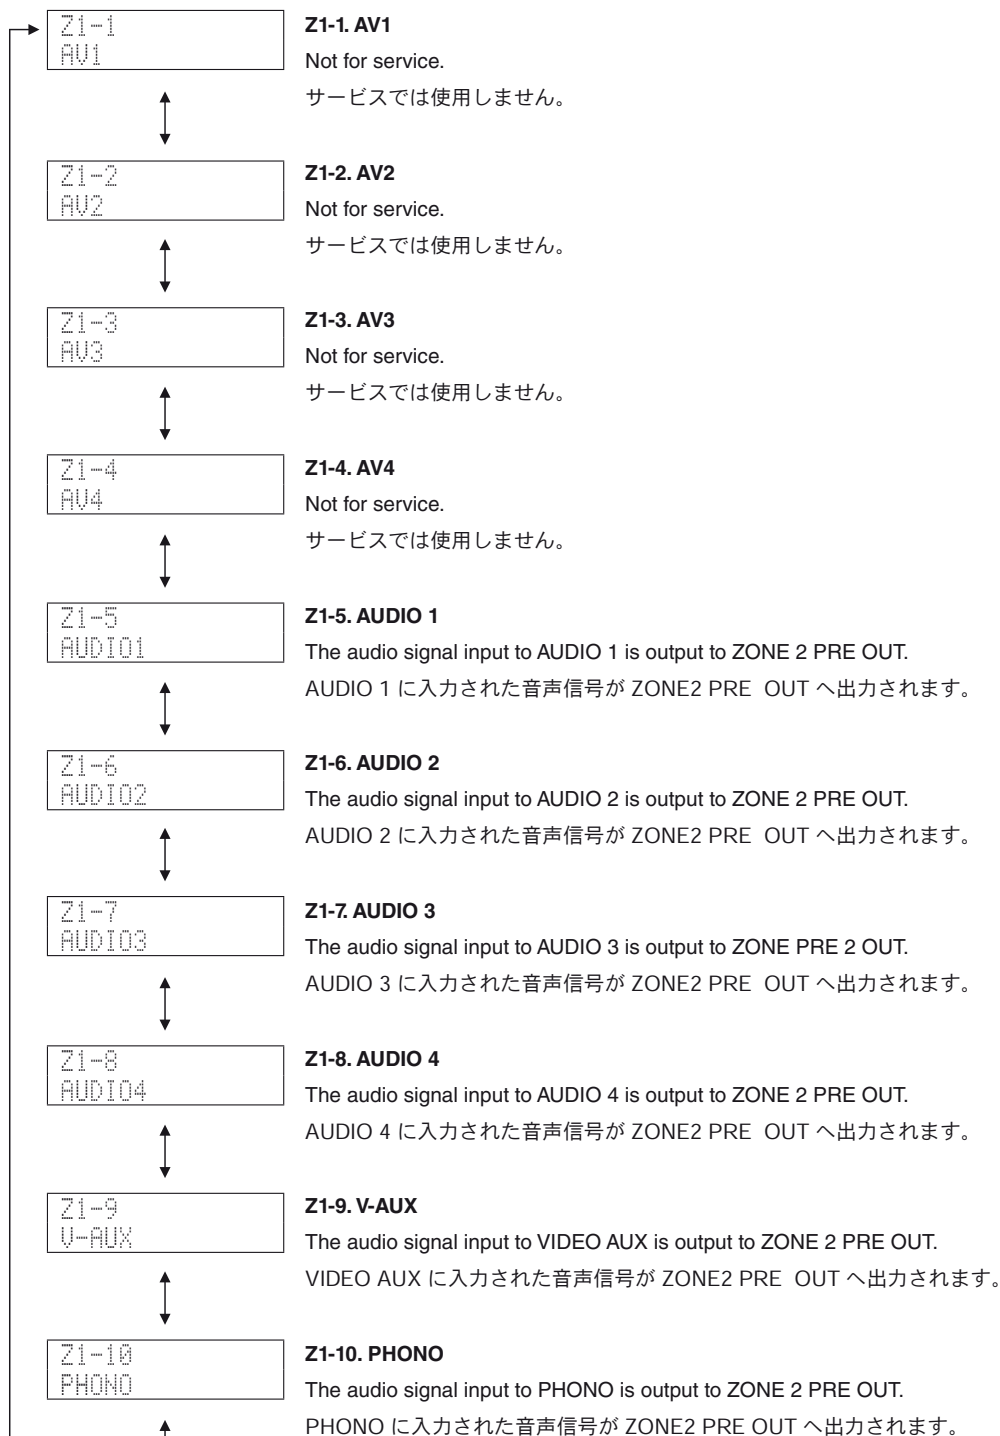 Z1-1
AV1
Z1-1. AV1
Not for service.
サービスでは使用しません。
Z1-2
AV2
Z1-2. AV2
Not for service.
サービスでは使用しません。
Z1-3
AV3
Z1-3. AV3
Not for service.
サービスでは使用しません。
Z1-4
AV4
Z1-4. AV4
Not for service.
サービスでは使用しません。
Z1-5
AUDIO1
Z1-5. AUDIO 1
The audio signal input to AUDIO 1 is output to ZONE 2 PRE OUT.
AUDIO 1 に入力された音声信号が ZONE2 PRE OUT へ出力されます。
Z1-6
AUDIO2
Z1-6. AUDIO 2
The audio signal input to AUDIO 2 is output to ZONE 2 PRE OUT.
AUDIO 2 に入力された音声信号が ZONE2 PRE OUT へ出力されます。
Z1-7
AUDIO3
Z1-7. AUDIO 3
The audio signal input to AUDIO 3 is output to ZONE PRE 2 OUT.
AUDIO 3 に入力された音声信号が ZONE2 PRE OUT へ出力されます。
Z1-8
AUDIO4
Z1-8. AUDIO 4
The audio signal input to AUDIO 4 is output to ZONE 2 PRE OUT.
AUDIO 4 に入力された音声信号が ZONE2 PRE OUT へ出力されます。
Z1-9
V-AUX
Z1-9. V-AUX
The audio signal input to VIDEO AUX is output to ZONE 2 PRE OUT.
VIDEO AUX に入力された音声信号が ZONE2 PRE OUT へ出力されます。
Z1-10
PHONO
Z1-10. PHONO
The audio signal input to PHONO is output to ZONE 2 PRE OUT.
PHONO に入力された音声信号が ZONE2 PRE OUT へ出力されます。